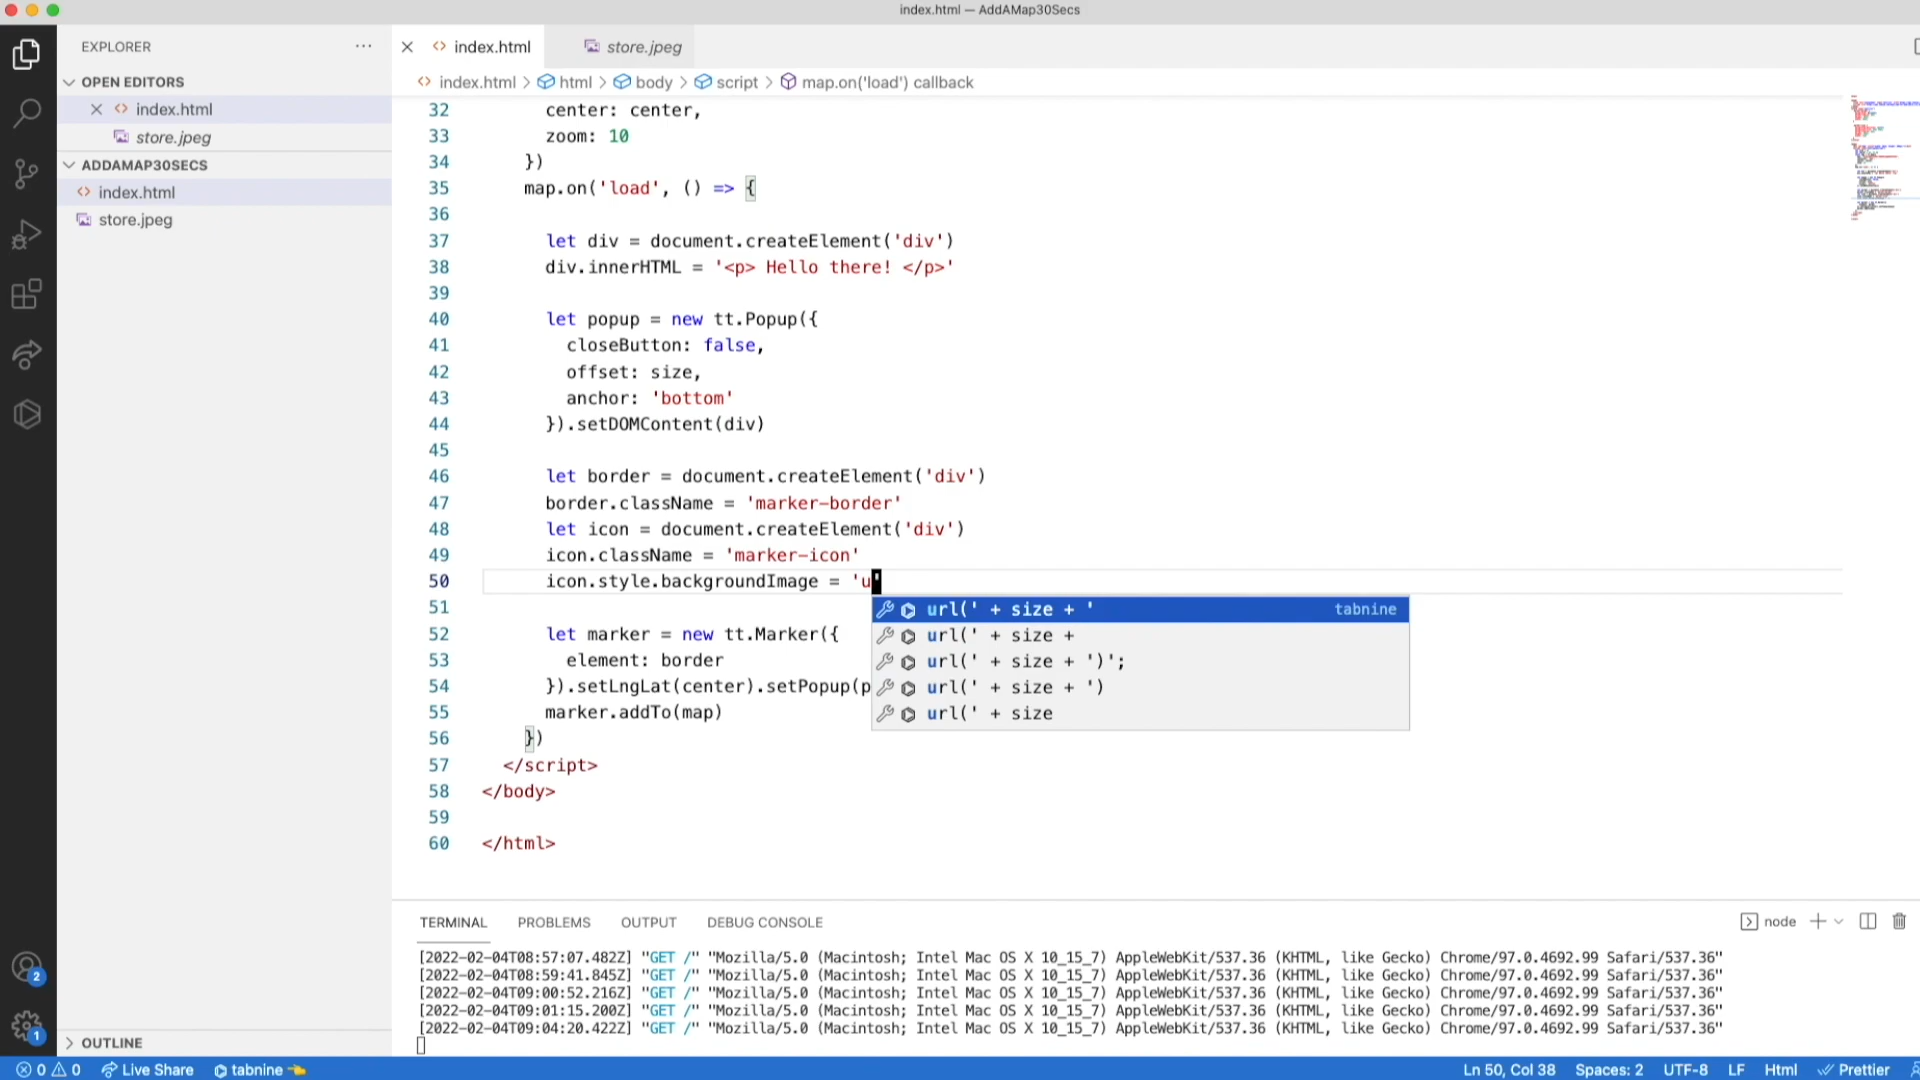 index.html — AddAMap30Secs
EXPLORER
OPEN EDITORS
index.html
store.jpeg
ADDAMAP30SECS
index.html
store.jpeg
OUTLINE
index.html
store.jpeg
index.html > html > body > script > map.on('load') callback
32 center: center,
33 zoom: 10
34 })
35 map.on('load', () => {
36
37 let div = document.createElement('div')
38 div.innerHTML = '<p> Hello there! </p>'
39
40 let popup = new tt.Popup({
41 closeButton: false,
42 offset: size,
43 anchor: 'bottom'
44 }).setDOMContent(div)
45
46 let border = document.createElement('div')
47 border.className = 'marker-border'
48 let icon = document.createElement('div')
49 icon.className = 'marker-icon'
50 icon.style.backgroundImage = 'u'
url(' + size + ' tabnine
url(' + size +
url(' + size + ')';
url(' + size + ')
url(' + size
51
52 let marker = new tt.Marker({
53 element: border
54 }).setLngLat(center).setPopup(p
55 marker.addTo(map)
56 })
57 </script>
58 </body>
59
60 </html>
TERMINAL PROBLEMS OUTPUT DEBUG CONSOLE
node
[2022-02-04T08:57:07.482Z] "GET /" "Mozilla/5.0 (Macintosh; Intel Mac OS X 10_15_7) AppleWebKit/537.36 (KHTML, like Gecko) Chrome/97.0.4692.99 Safari/537.36"
[2022-02-04T08:59:41.845Z] "GET /" "Mozilla/5.0 (Macintosh; Intel Mac OS X 10_15_7) AppleWebKit/537.36 (KHTML, like Gecko) Chrome/97.0.4692.99 Safari/537.36"
[2022-02-04T09:00:52.216Z] "GET /" "Mozilla/5.0 (Macintosh; Intel Mac OS X 10_15_7) AppleWebKit/537.36 (KHTML, like Gecko) Chrome/97.0.4692.99 Safari/537.36"
[2022-02-04T09:01:15.200Z] "GET /" "Mozilla/5.0 (Macintosh; Intel Mac OS X 10_15_7) AppleWebKit/537.36 (KHTML, like Gecko) Chrome/97.0.4692.99 Safari/537.36"
[2022-02-04T09:04:20.422Z] "GET /" "Mozilla/5.0 (Macintosh; Intel Mac OS X 10_15_7) AppleWebKit/537.36 (KHTML, like Gecko) Chrome/97.0.4692.99 Safari/537.36"
2
1
0 0 Live Share tabnine Ln 50, Col 38 Spaces: 2 UTF-8 LF Html Prettier